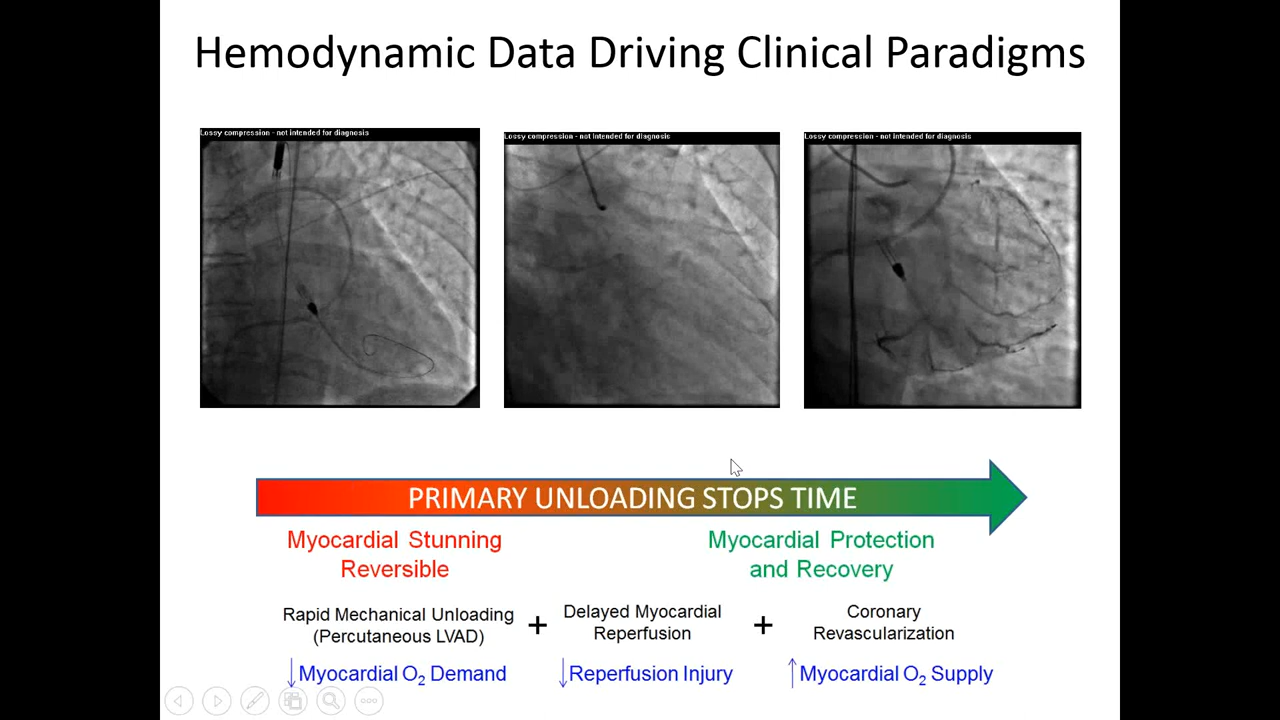 Hemodynamic Data Driving Clinical Paradigms
Lossy compression - not intended for diagnosis
Lossy compression - not intended for diagnosis
Lossy compression - not intended for diagnosis
PRIMARY UNLOADING STOPS TIME
Myocardial Stunning
Reversible
Myocardial Protection
and Recovery
Rapid Mechanical Unloading
(Percutaneous LVAD)
+
Delayed Myocardial
Reperfusion
+
Coronary
Revascularization
↓Myocardial O₂ Demand
↓Reperfusion Injury
↑Myocardial O₂ Supply